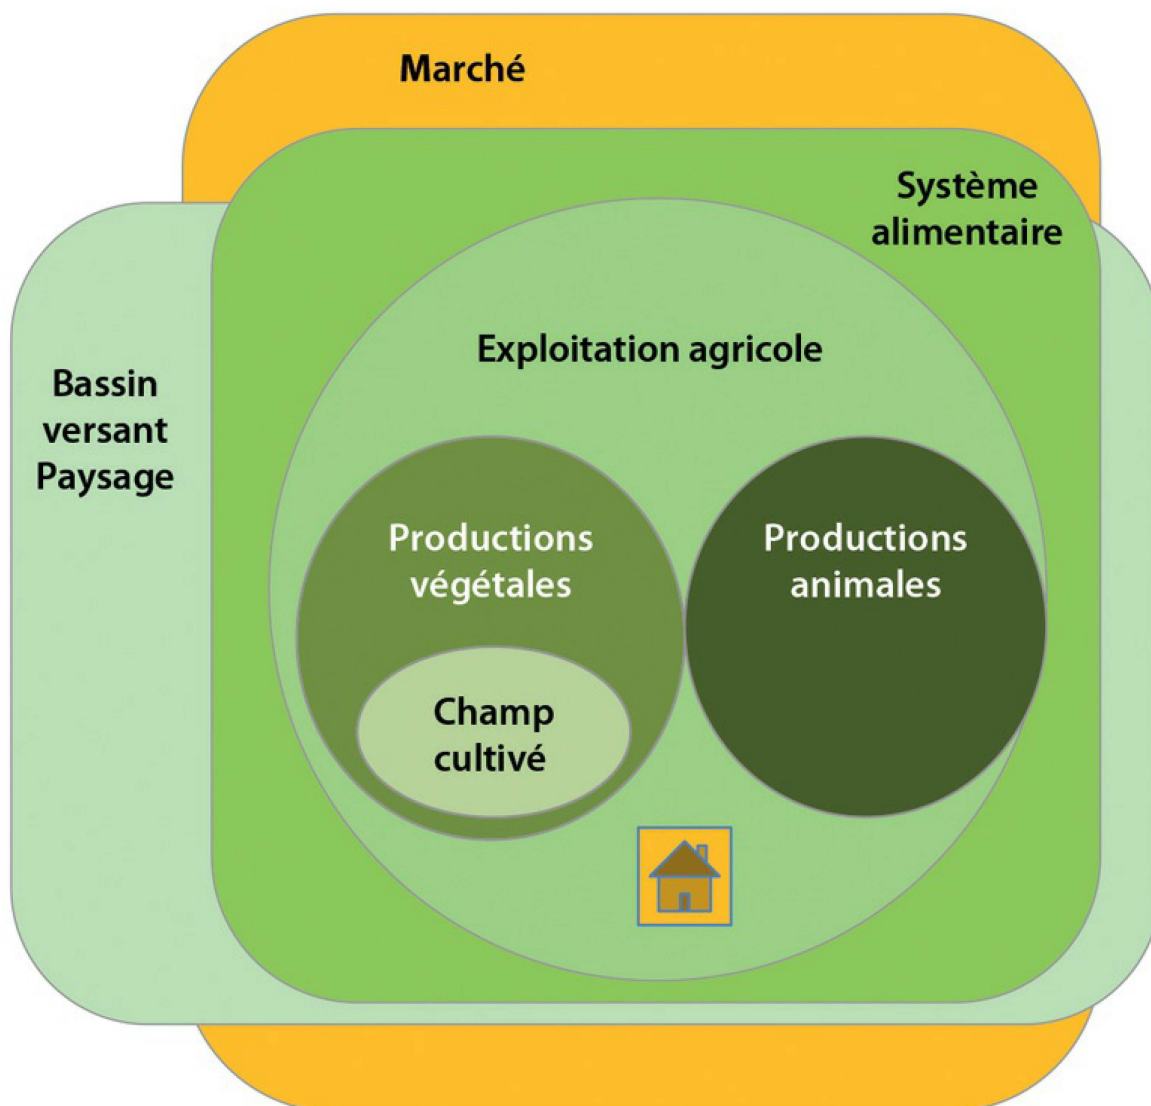 Marché
Système
alimentaire
Exploitation agricole
Bassin
versant
Paysage
Productions
végétales
Productions
animales
Champ
cultivé